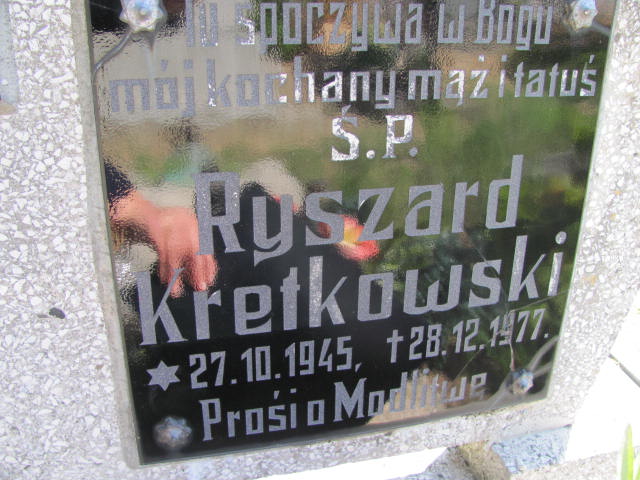 Tu spoczywa w Bogu
mój kochany mąż i tatuś
Ś.P.
Ryszard
Kretkowski
* 27.10.1945, † 28.12.1977.
Prosi o Modlitwę